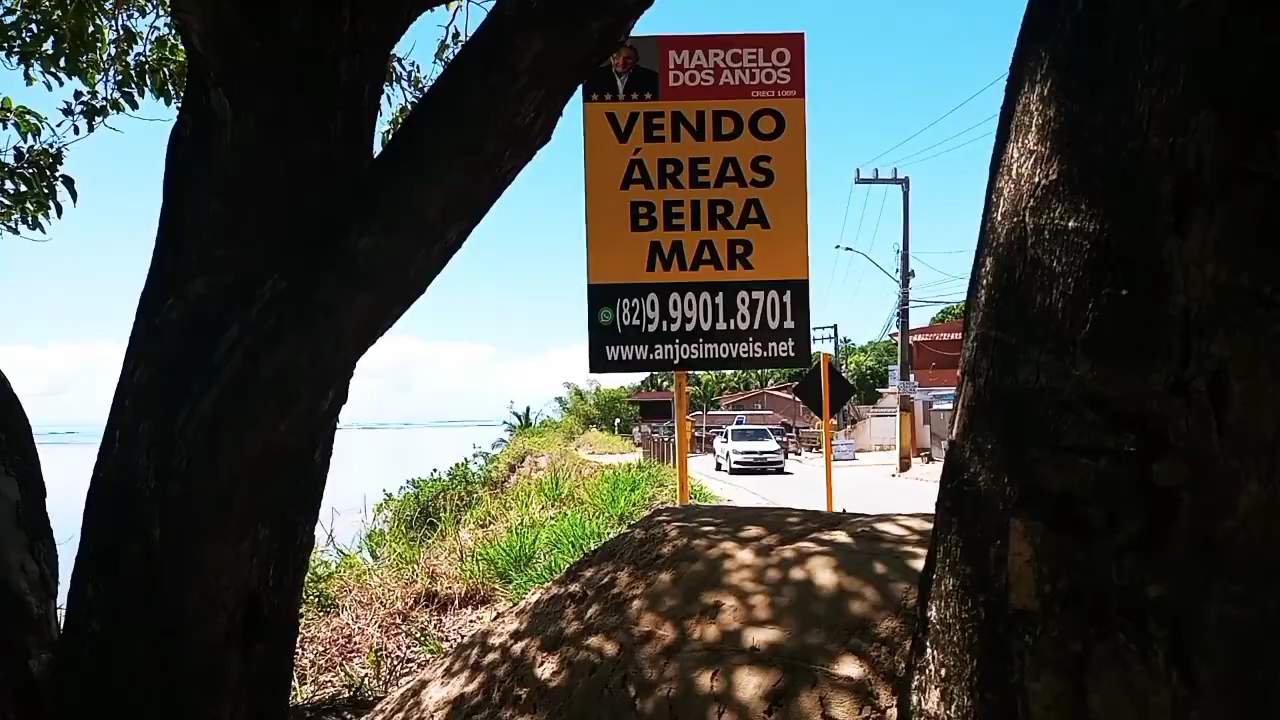 MARCELO
DOS ANJOS
CRECI 1089
VENDO
ÁREAS
BEIRA
MAR
(82)9.9901.8701
www.anjosimoveis.net